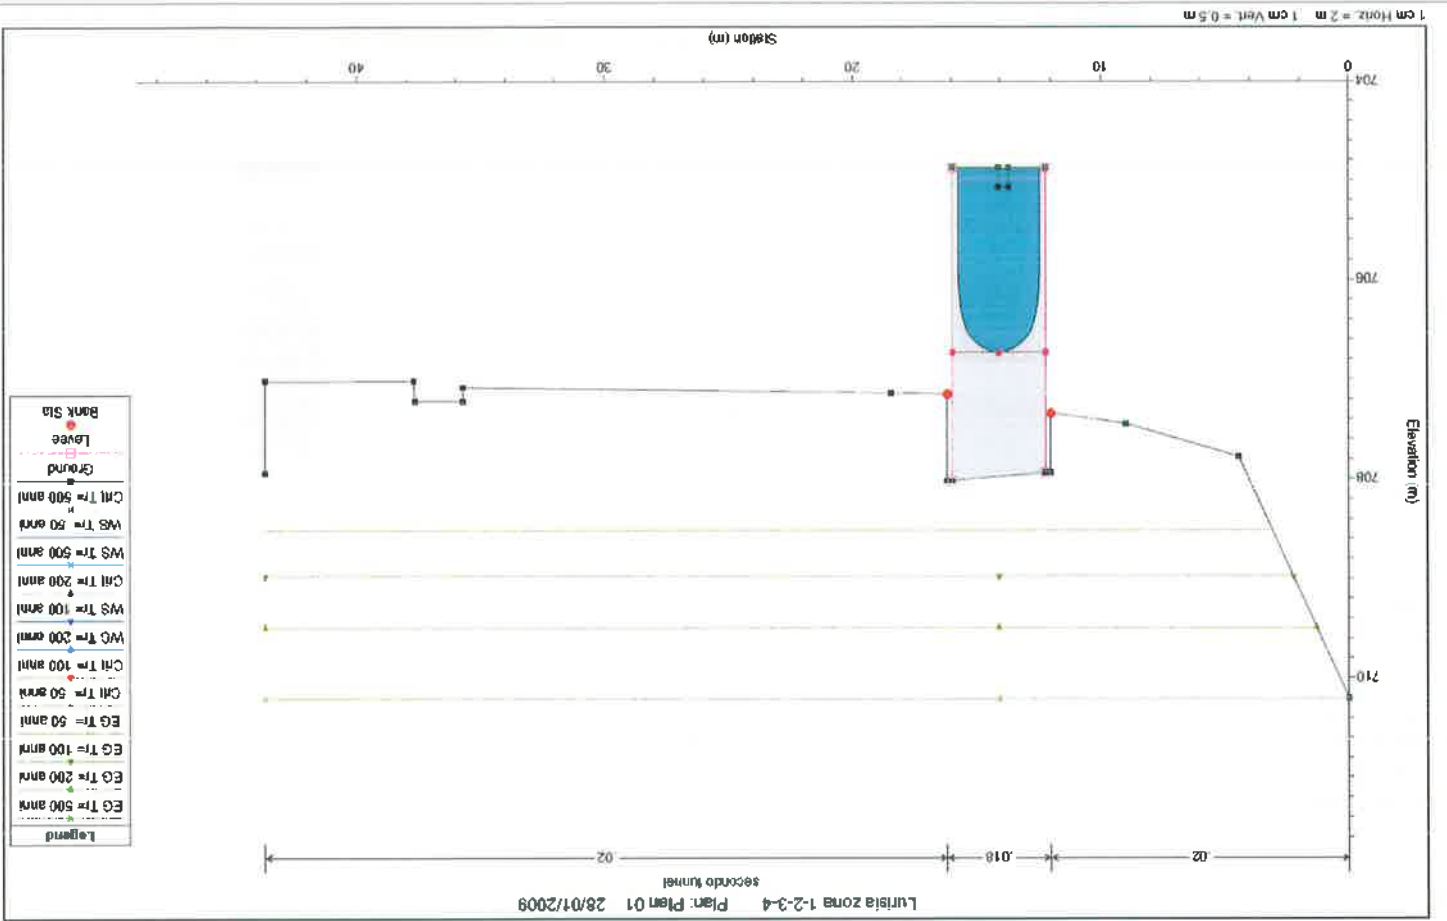 Lurisia zona 1-2-3-4 Plan: Plan 01 28/01/2009
secondo tunnel
.02
.018
.02
Legend
EG Tr= 500 anni
EG Tr= 200 anni
EG Tr= 100 anni
EG Tr= 50 anni
Crit Tr= 50 anni
Crit Tr= 100 anni
WC Tr= 200 anni
WS Tr= 100 anni
Crit Tr= 200 anni
WS Tr= 500 anni
WS Tr= 50 anni
Crit Tr= 500 anni
Ground
Levee
Bank Sta
Elevation (m)
710
708
706
704
0
10
20
30
40
Station (m)
1 cm Horiz. = 2 m 1 cm Vert. = 0.5 m